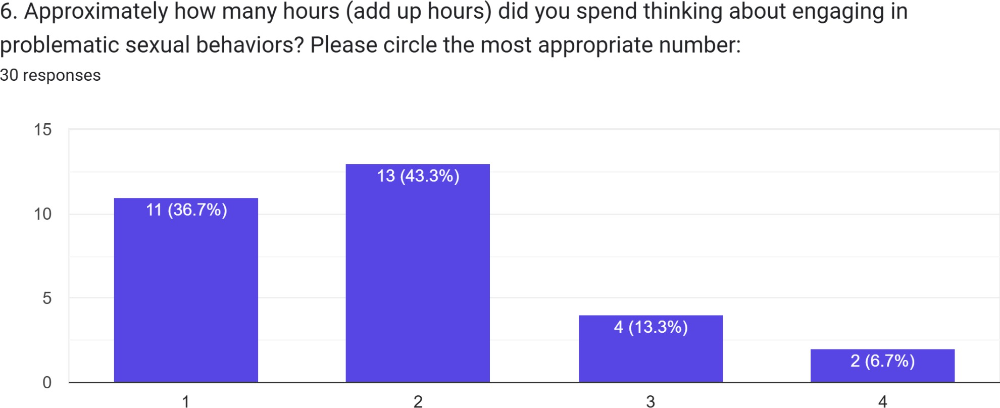 6. Approximately how many hours (add up hours) did you spend thinking about engaging in
problematic sexual behaviors? Please circle the most appropriate number:
30 responses
15
13 (43.3%)
11 (36.7%)
10
5
4 (13.3%)
2 (6.7%)
0
1 2 3 4